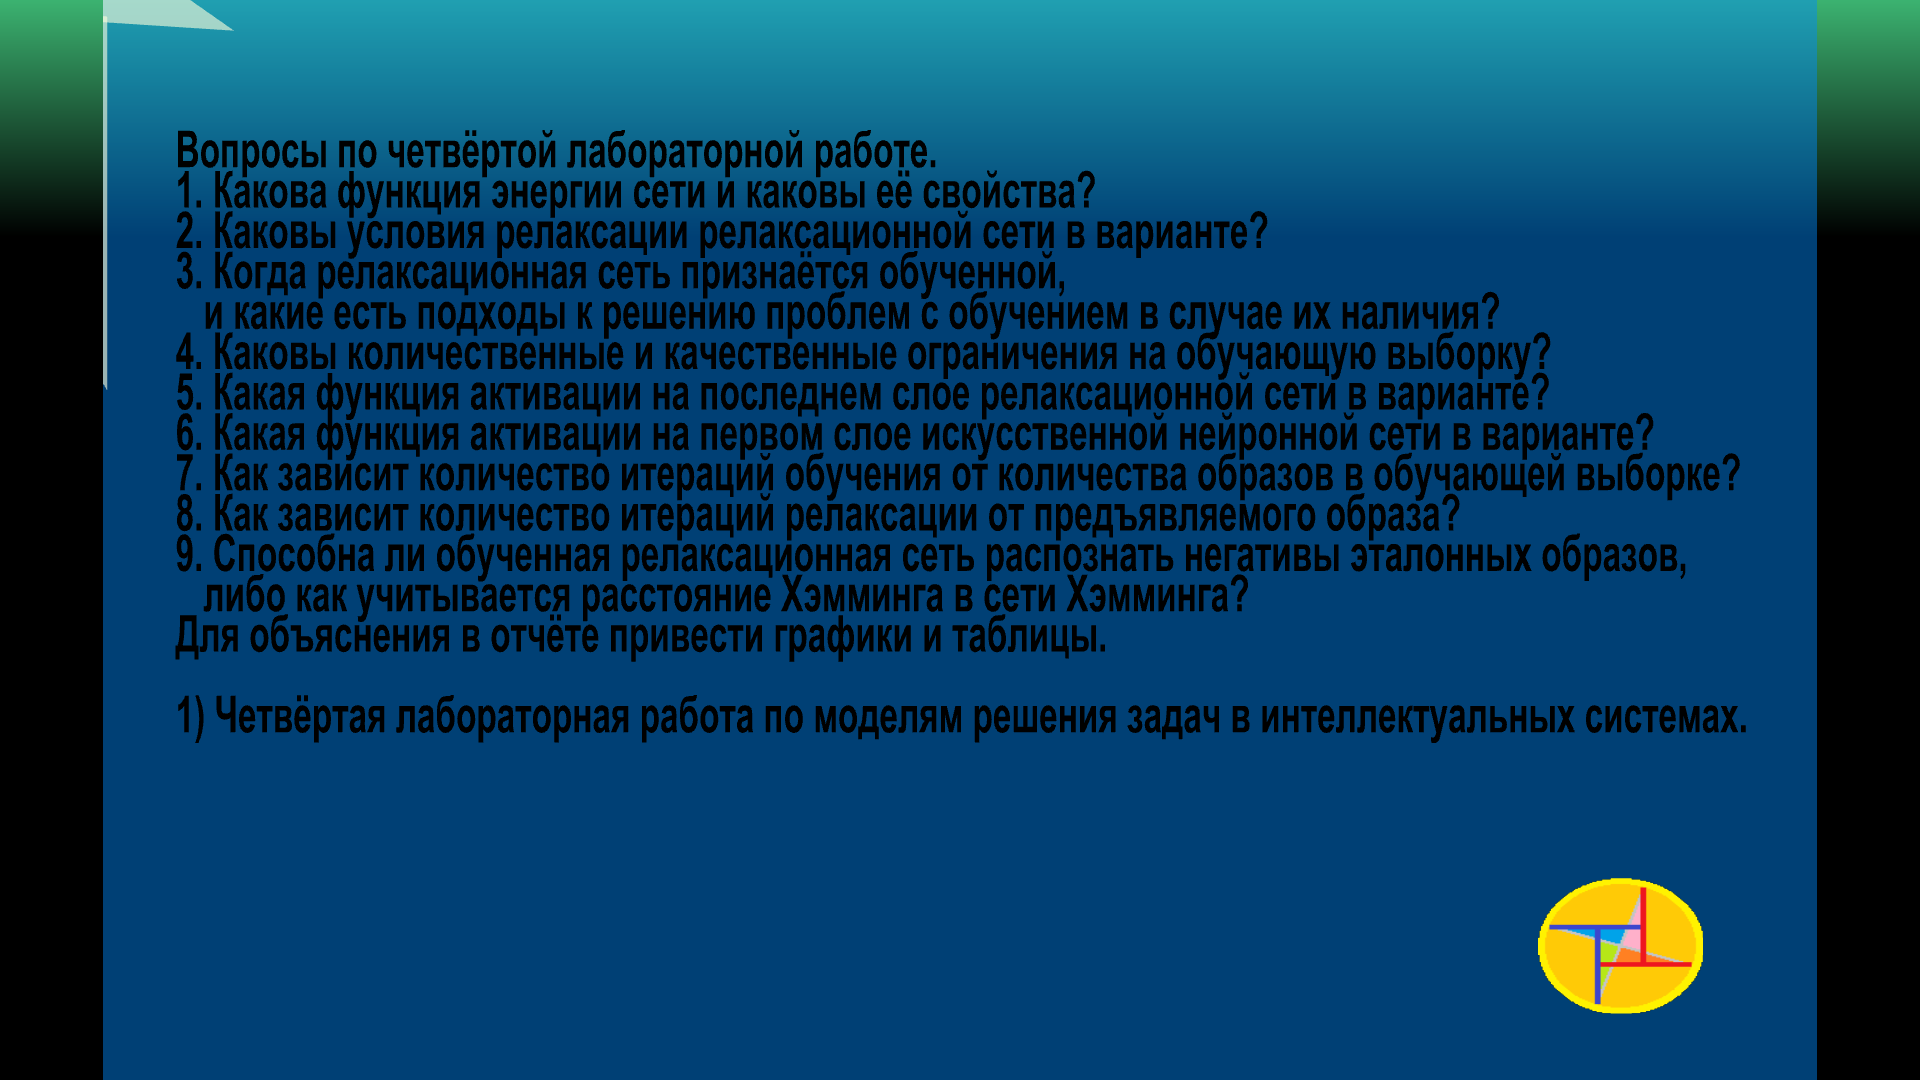 Вопросы по четвёртой лабораторной работе.
1. Какова функция энергии сети и каковы её свойства?
2. Каковы условия релаксации релаксационной сети в варианте?
3. Когда релаксационная сеть признаётся обученной,
и какие есть подходы к решению проблем с обучением в случае их наличия?
4. Каковы количественные и качественные ограничения на обучающую выборку?
5. Какая функция активации на последнем слое релаксационной сети в варианте?
6. Какая функция активации на первом слое искусственной нейронной сети в варианте?
7. Как зависит количество итераций обучения от количества образов в обучающей выборке?
8. Как зависит количество итераций релаксации от предъявляемого образа?
9. Способна ли обученная релаксационная сеть распознать негативы эталонных образов,
либо как учитывается расстояние Хэмминга в сети Хэмминга?
Для объяснения в отчёте привести графики и таблицы.
1) Четвёртая лабораторная работа по моделям решения задач в интеллектуальных системах.